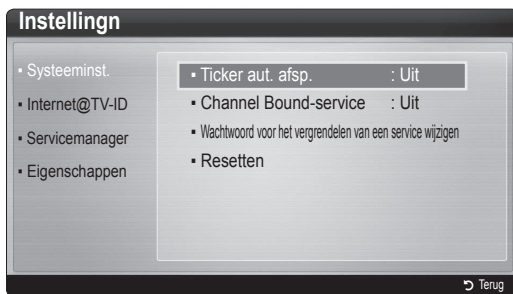 Instellingn
▪ Systeeminst.
▪ Internet@TV-ID
▪ Servicemanager
▪ Eigenschappen
▪ Ticker aut. afsp. : Uit
▪ Channel Bound-service : Uit
▪ Wachtwoord voor het vergrendelen van een service wijzigen
▪ Resetten
Terug